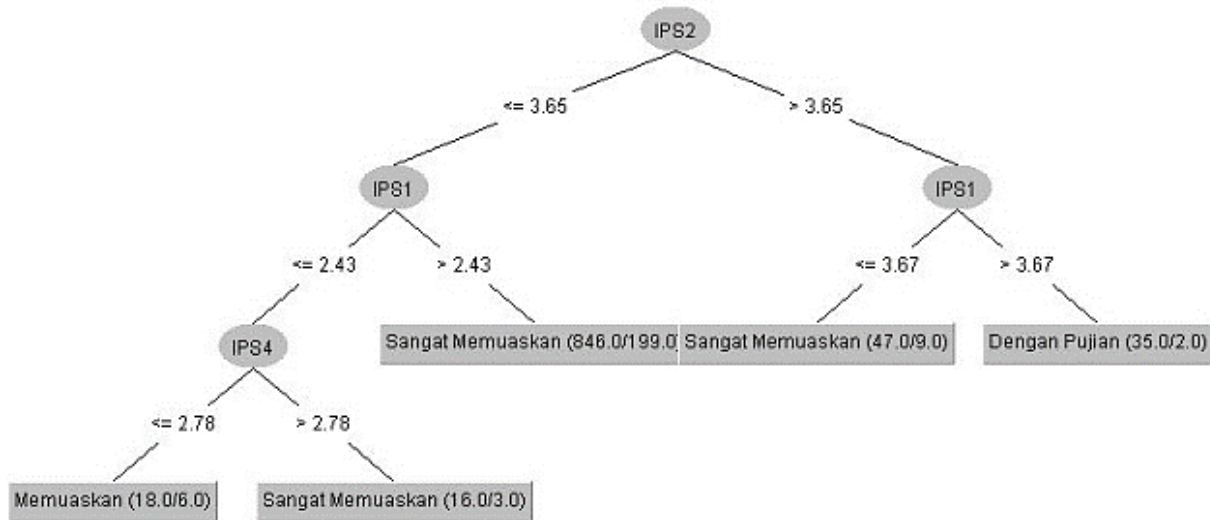 IPS2
<= 3.65
> 3.65
IPS1
IPS1
<= 2.43
> 2.43
<= 3.67
> 3.67
IPS4
Sangat Memuaskan (846.0/199.0)
Sangat Memuaskan (47.0/9.0)
Dengan Pujian (35.0/2.0)
<= 2.78
> 2.78
Memuaskan (18.0/6.0)
Sangat Memuaskan (16.0/3.0)